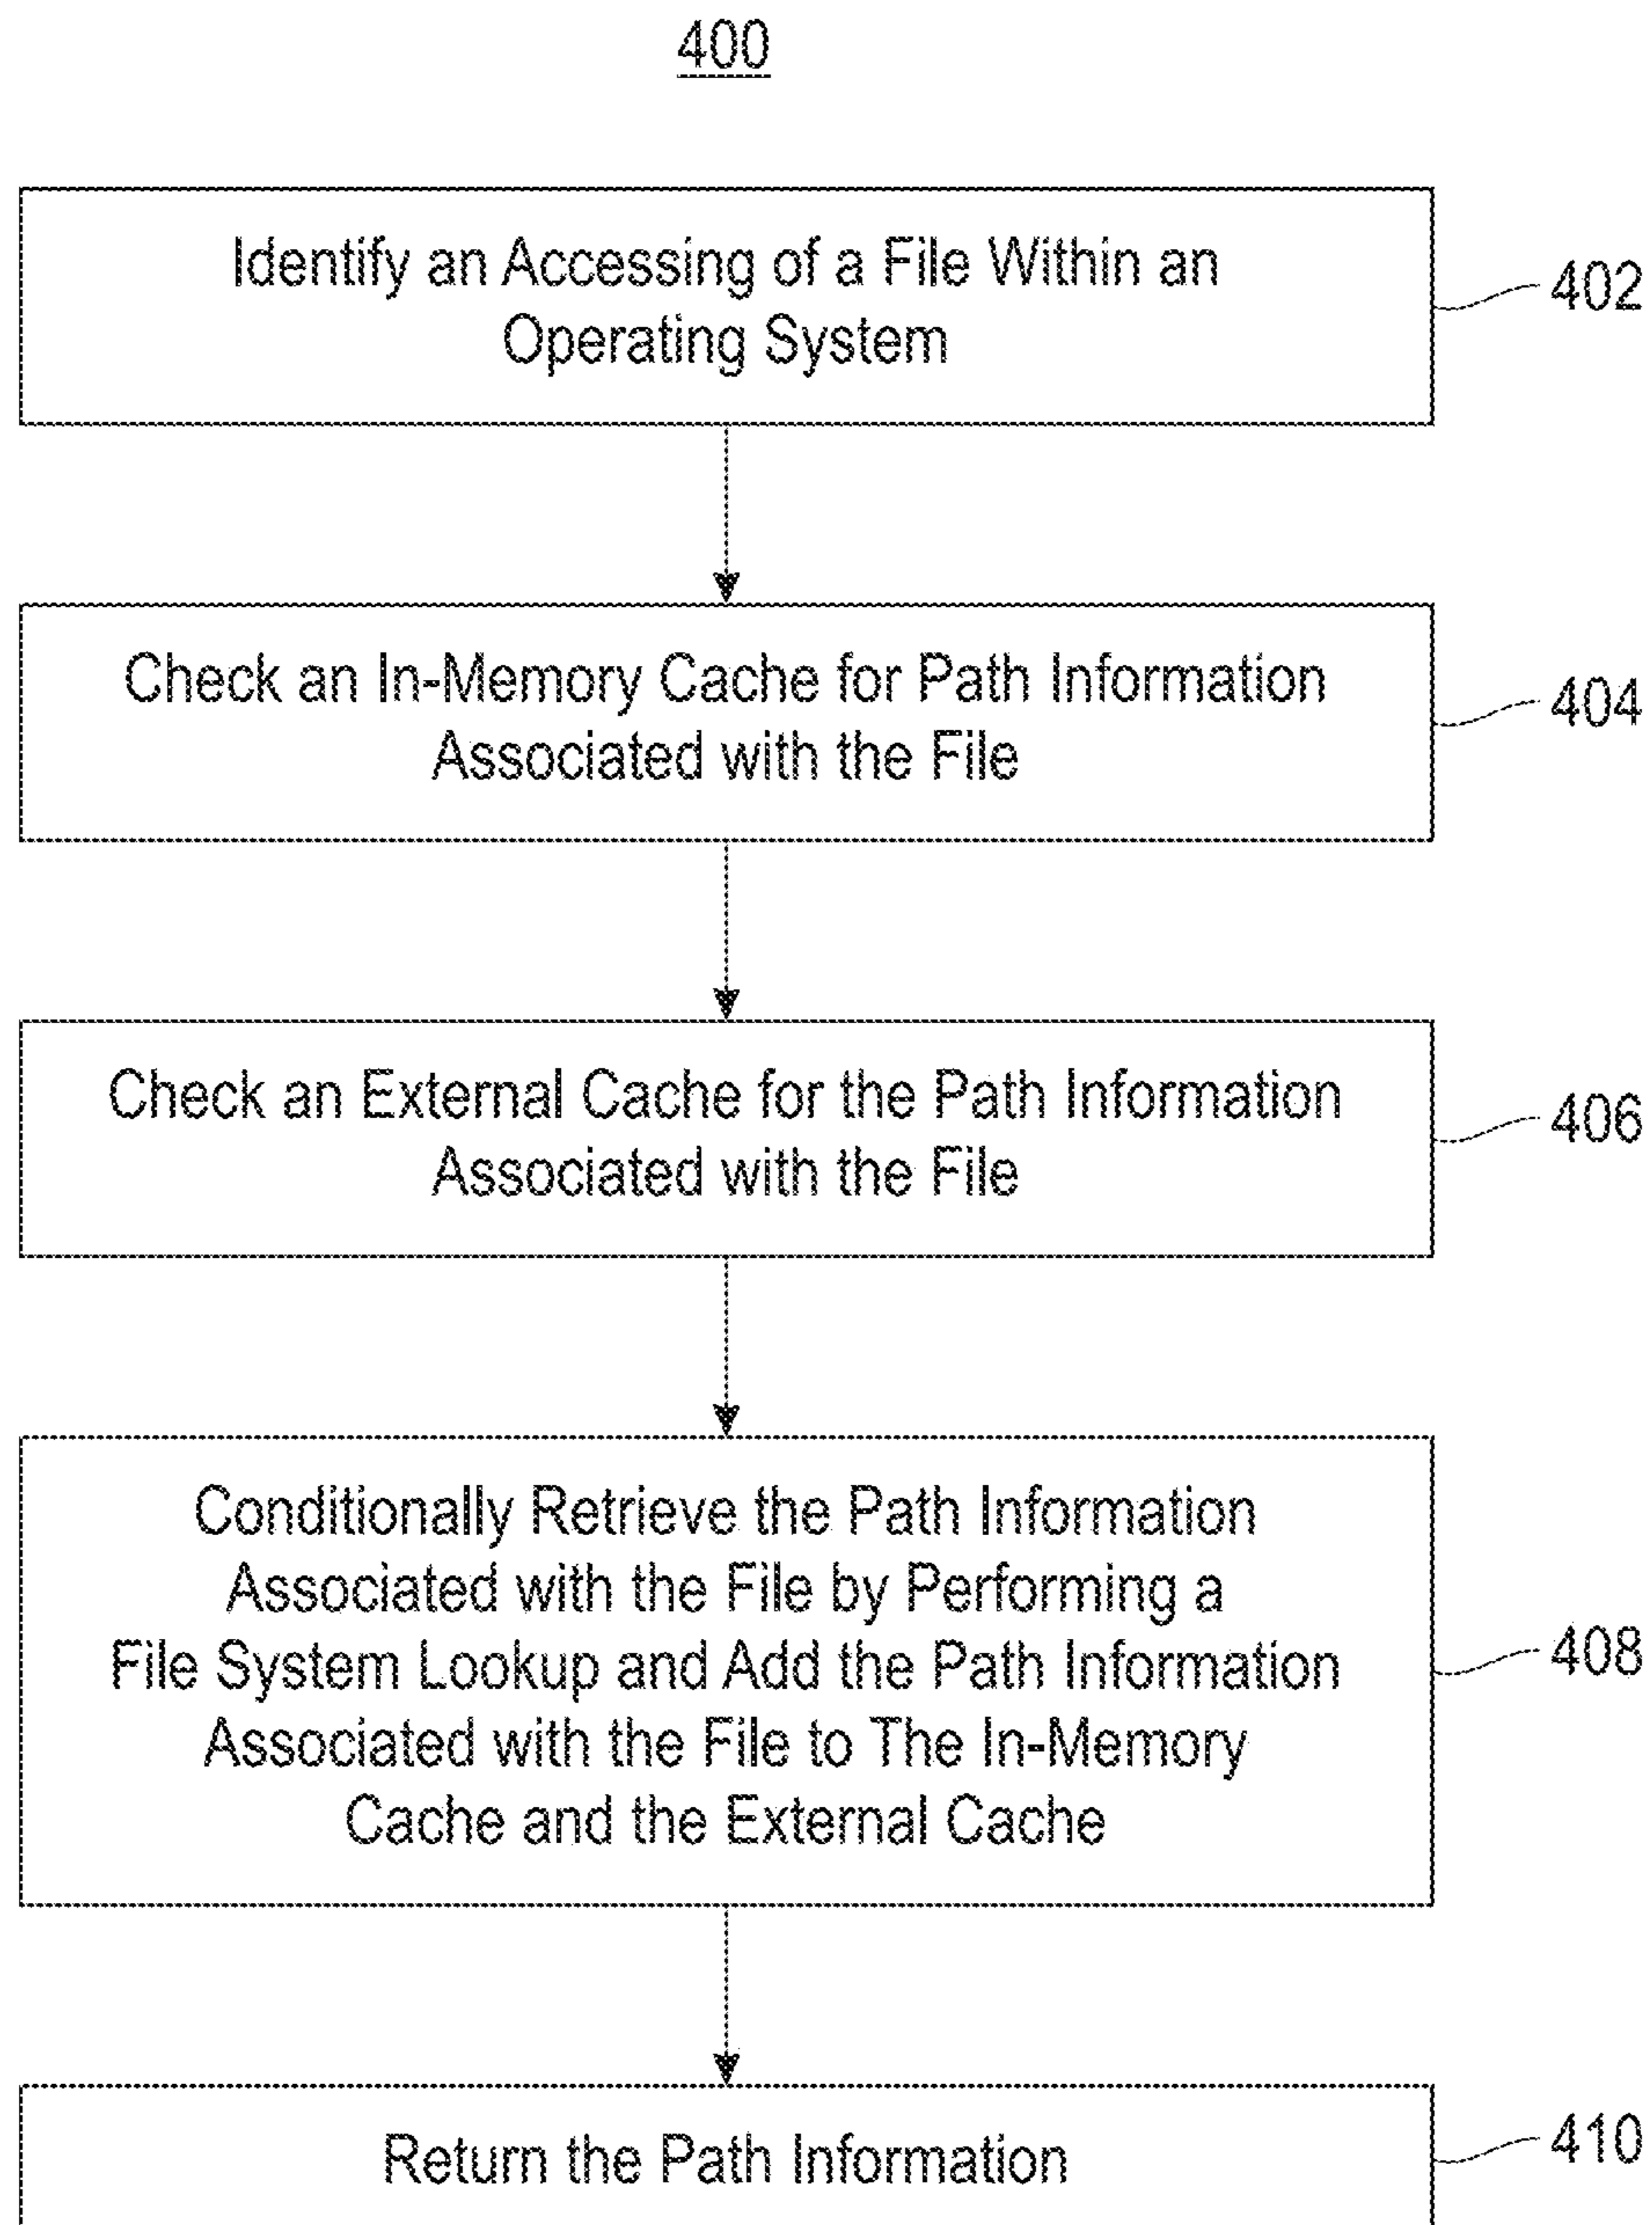 400
Identify an Accessing of a File Within an
Operating System
402
Check an In-Memory Cache for Path Information
Associated with the File
404
Check an External Cache for the Path Information
Associated with the File
406
Conditionally Retrieve the Path Information
Associated with the File by Performing a
File System Lookup and Add the Path Information
Associated with the File to The In-Memory
Cache and the External Cache
408
Return the Path Information
410